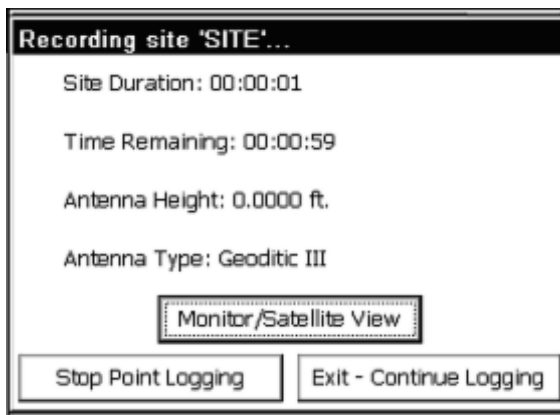 Recording site 'SITE'...
Site Duration: 00:00:01
Time Remaining: 00:00:59
Antenna Height: 0.0000 ft.
Antenna Type: Geoditic III
Monitor/Satellite View
Stop Point Logging
Exit - Continue Logging